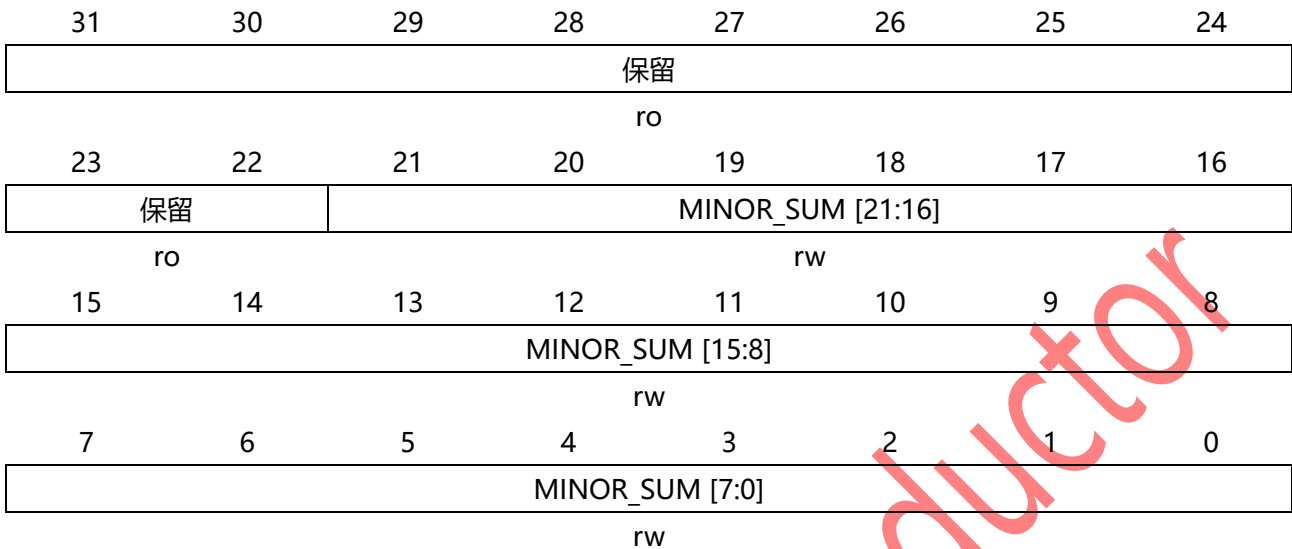 31 30 29 28 27 26 25 24
保留
ro
23 22 21 20 19 18 17 16
保留 MINOR_SUM [21:16]
ro rw
15 14 13 12 11 10 9 8
MINOR_SUM [15:8]
rw
7 6 5 4 3 2 1 0
MINOR_SUM [7:0]
rw
ductor